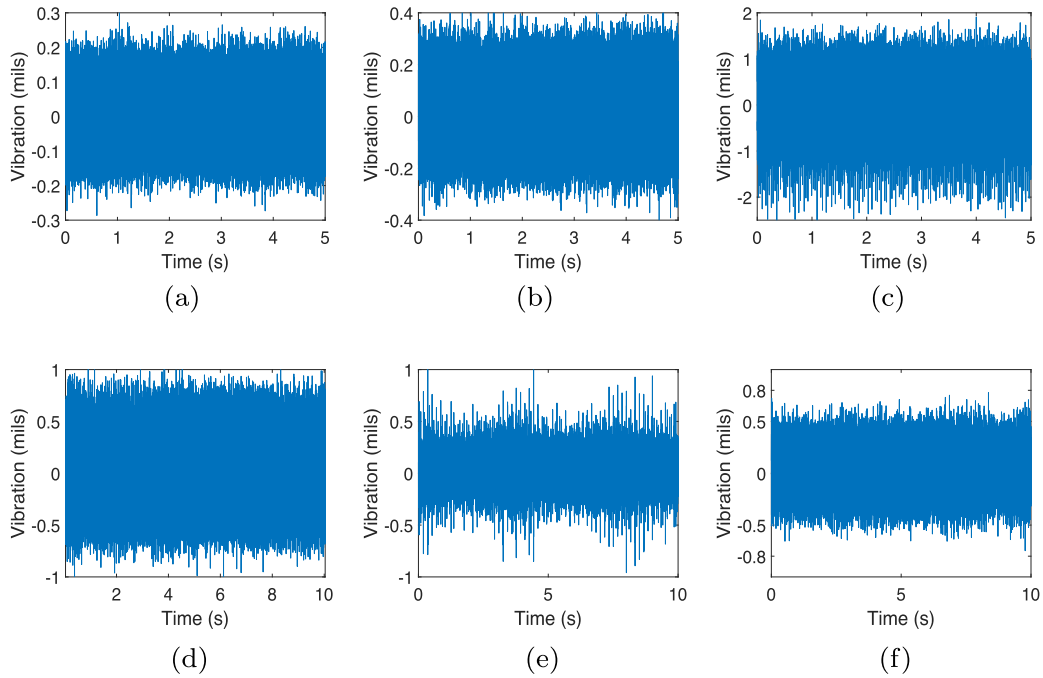 Vibration (mils)
0.3
0.2
0.1
0
-0.1
-0.2
-0.3
0 1 2 3 4 5
Time (s)
(a)
Vibration (mils)
0.4
0.2
0
-0.2
-0.4
0 1 2 3 4 5
Time (s)
(b)
Vibration (mils)
2
1
0
-1
-2
0 1 2 3 4 5
Time (s)
(c)
Vibration (mils)
1
0.5
0
-0.5
-1
2 4 6 8 10
Time (s)
(d)
Vibration (mils)
1
0.5
0
-0.5
-1
0 5 10
Time (s)
(e)
Vibration (mils)
0.8
0.5
0
-0.5
-0.8
0 5 10
Time (s)
(f)